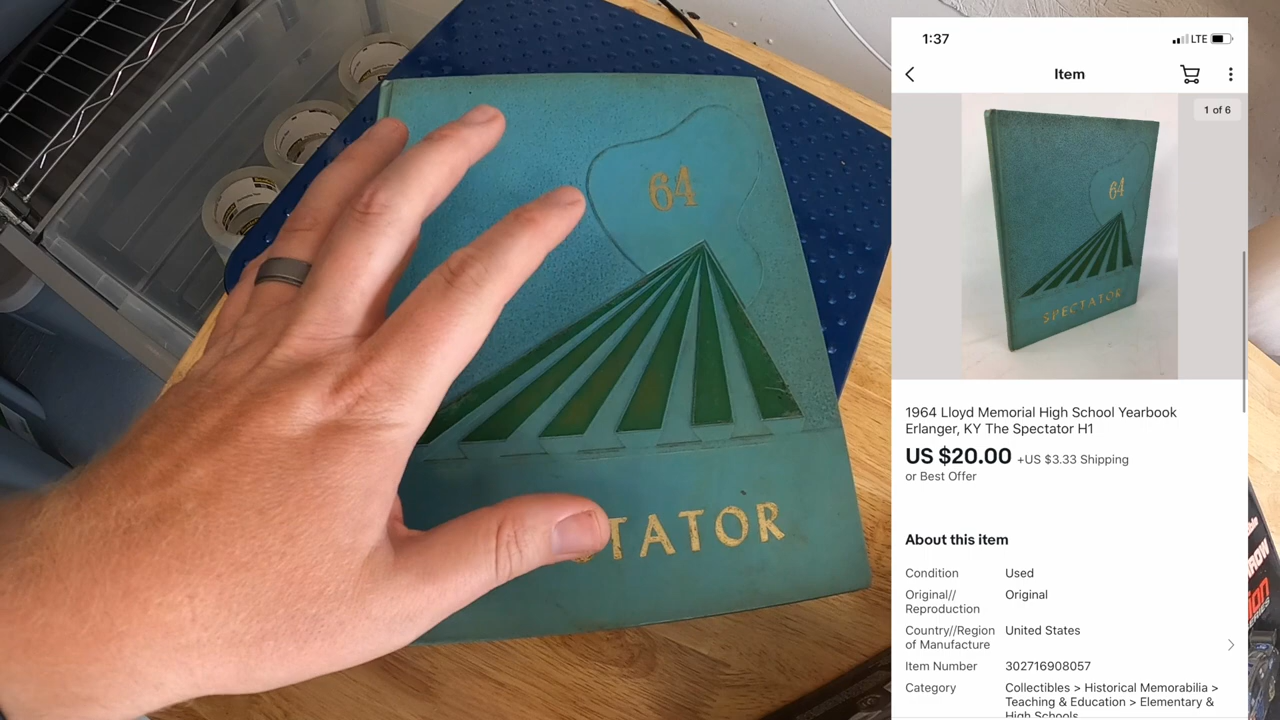 64
TATOR
1:37
LTE
Item
1 of 6
64
SPECTATOR
1964 Lloyd Memorial High School Yearbook
Erlanger, KY The Spectator H1
US $20.00 +US $3.33 Shipping
or Best Offer
About this item
Condition Used
Original// Original
Reproduction
Country//Region United States
of Manufacture
Item Number 302716908057
Category Collectibles > Historical Memorabilia >
Teaching & Education > Elementary &
High Schools